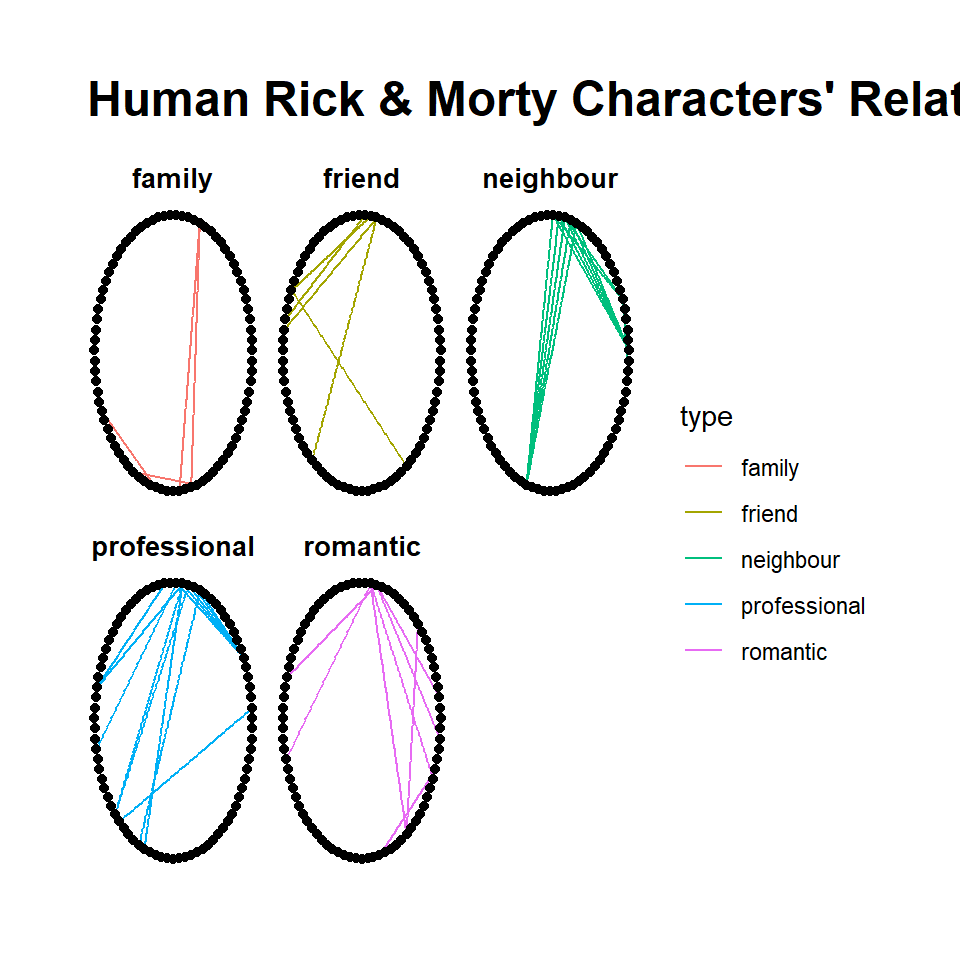 Human Rick & Morty Characters' Relat
family
friend
neighbour
professional
romantic
type
family
friend
neighbour
professional
romantic